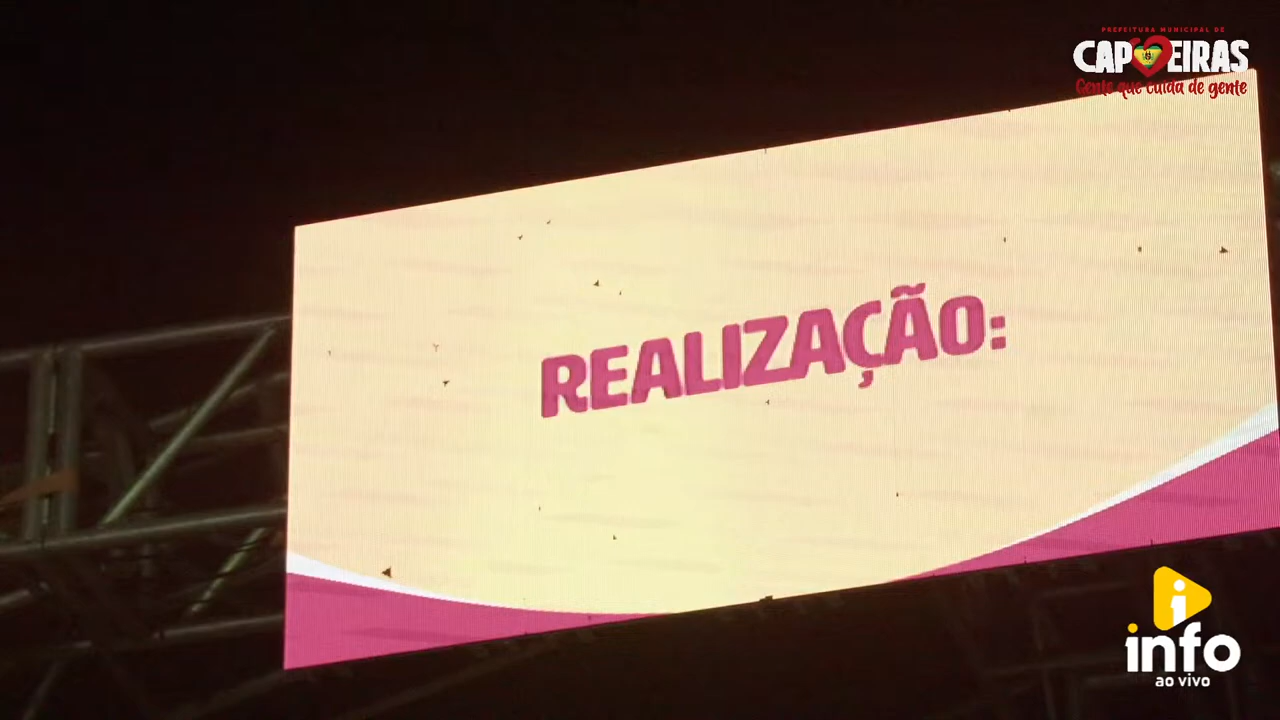 PREFEITURA MUNICIPAL DE
CAPOEIRAS
Gente que cuida de gente
REALIZAÇÃO:
info
ao vivo